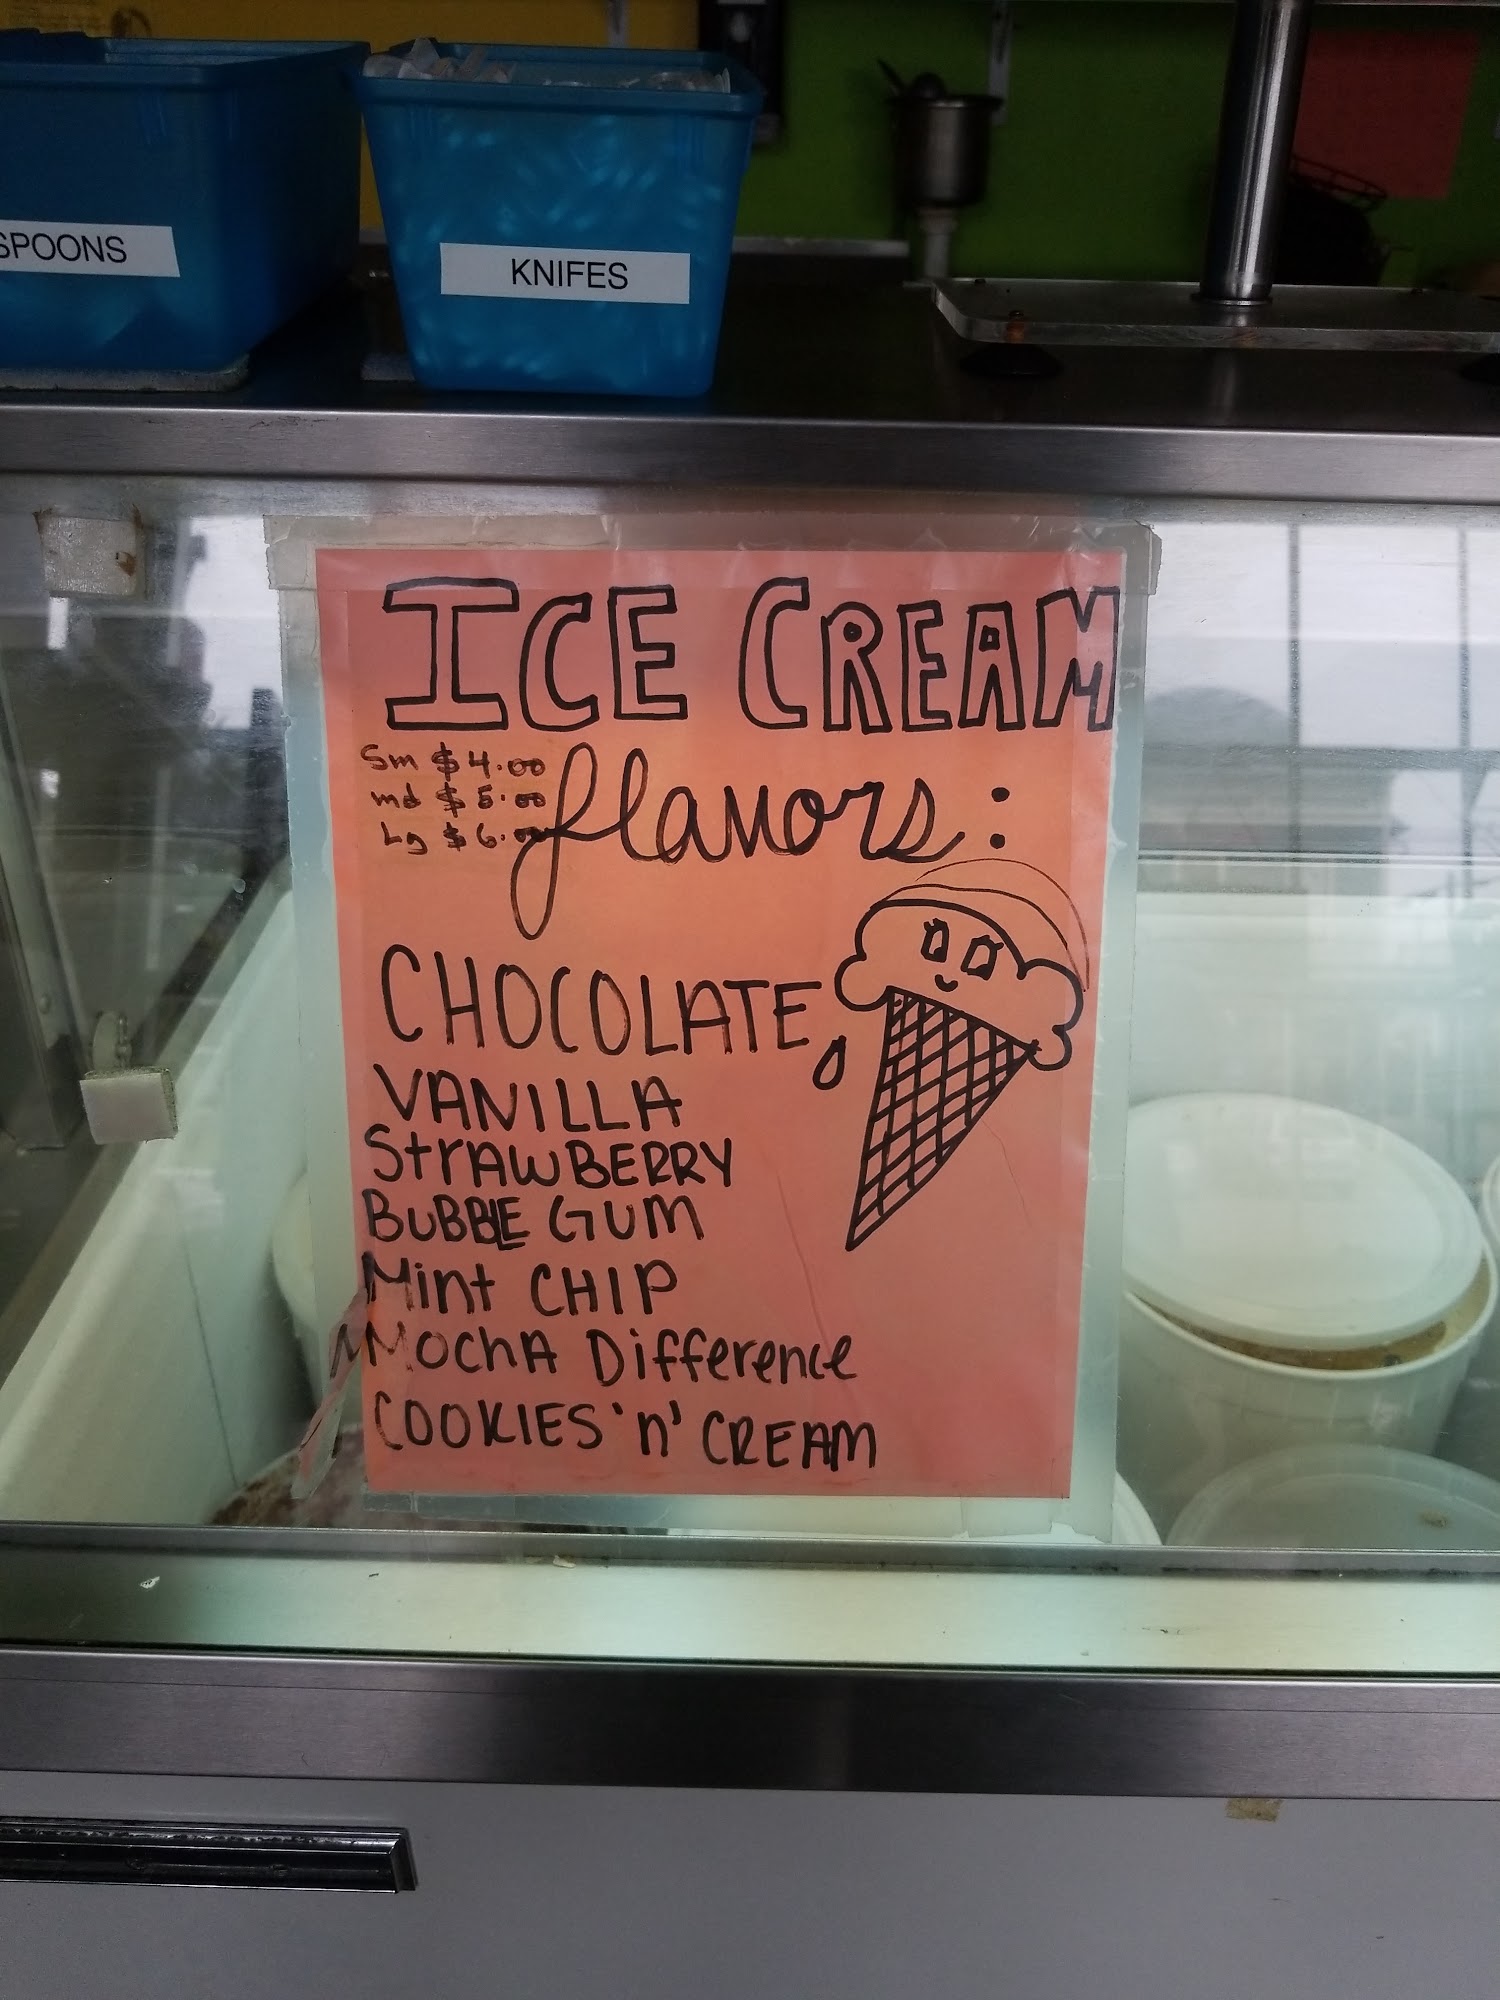 SPOONS
KNIFES
ICE CREAM
Sm $4.00
md $5.00
Lg $6.00
flavors:
CHOCOLATE
VANILLA
StrAWBERRY
BUBBLE GUM
Mint CHIP
MOchA Difference
COOKIES 'n' CREAM